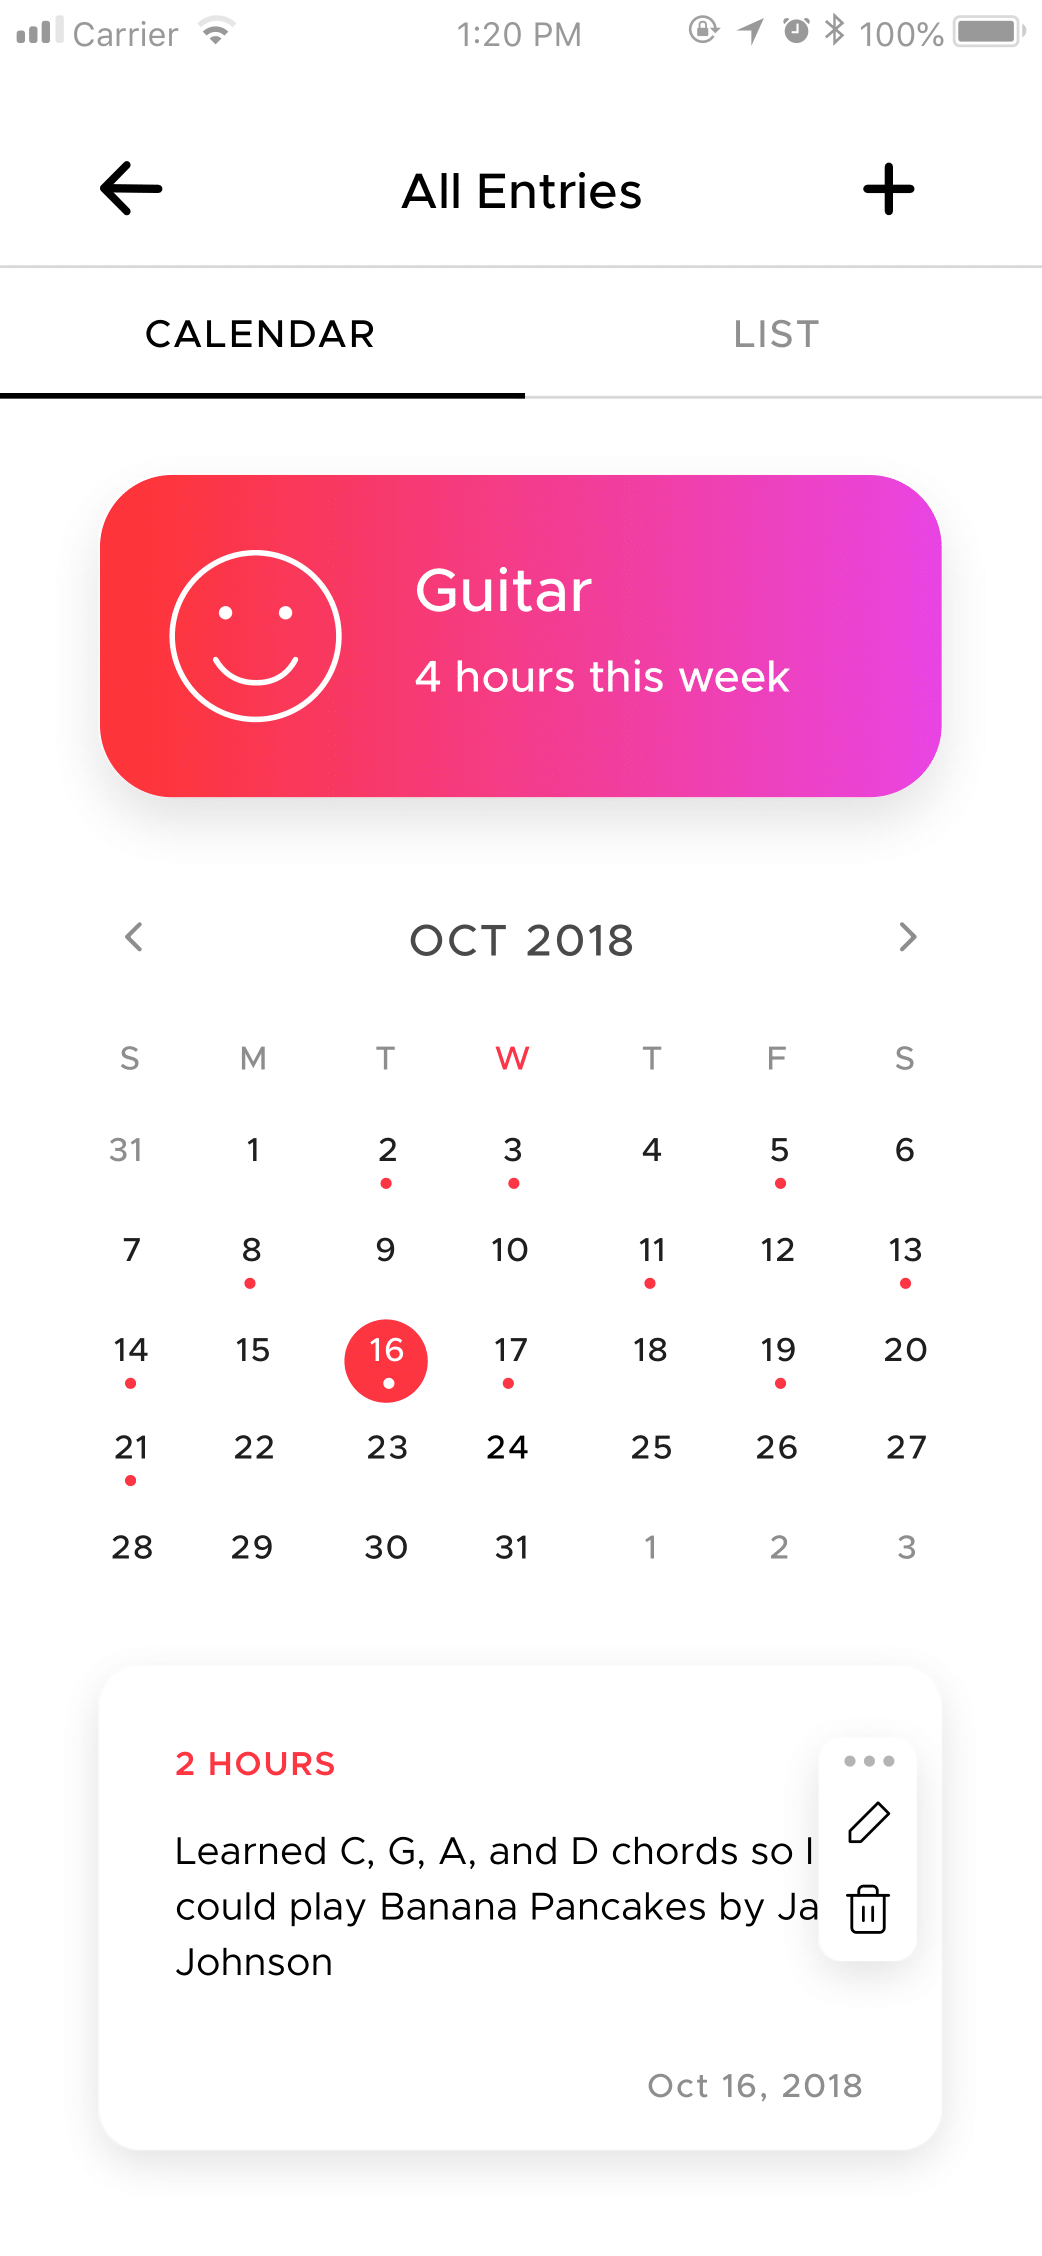 Carrier 1:20 PM 100%
All Entries
CALENDAR LIST
Guitar
4 hours this week
OCT 2018
S M T W T F S
31 1 2 3 4 5 6
7 8 9 10 11 12 13
14 15 16 17 18 19 20
21 22 23 24 25 26 27
28 29 30 31 1 2 3
2 HOURS
Learned C, G, A, and D chords so I
could play Banana Pancakes by Ja
Johnson
Oct 16, 2018